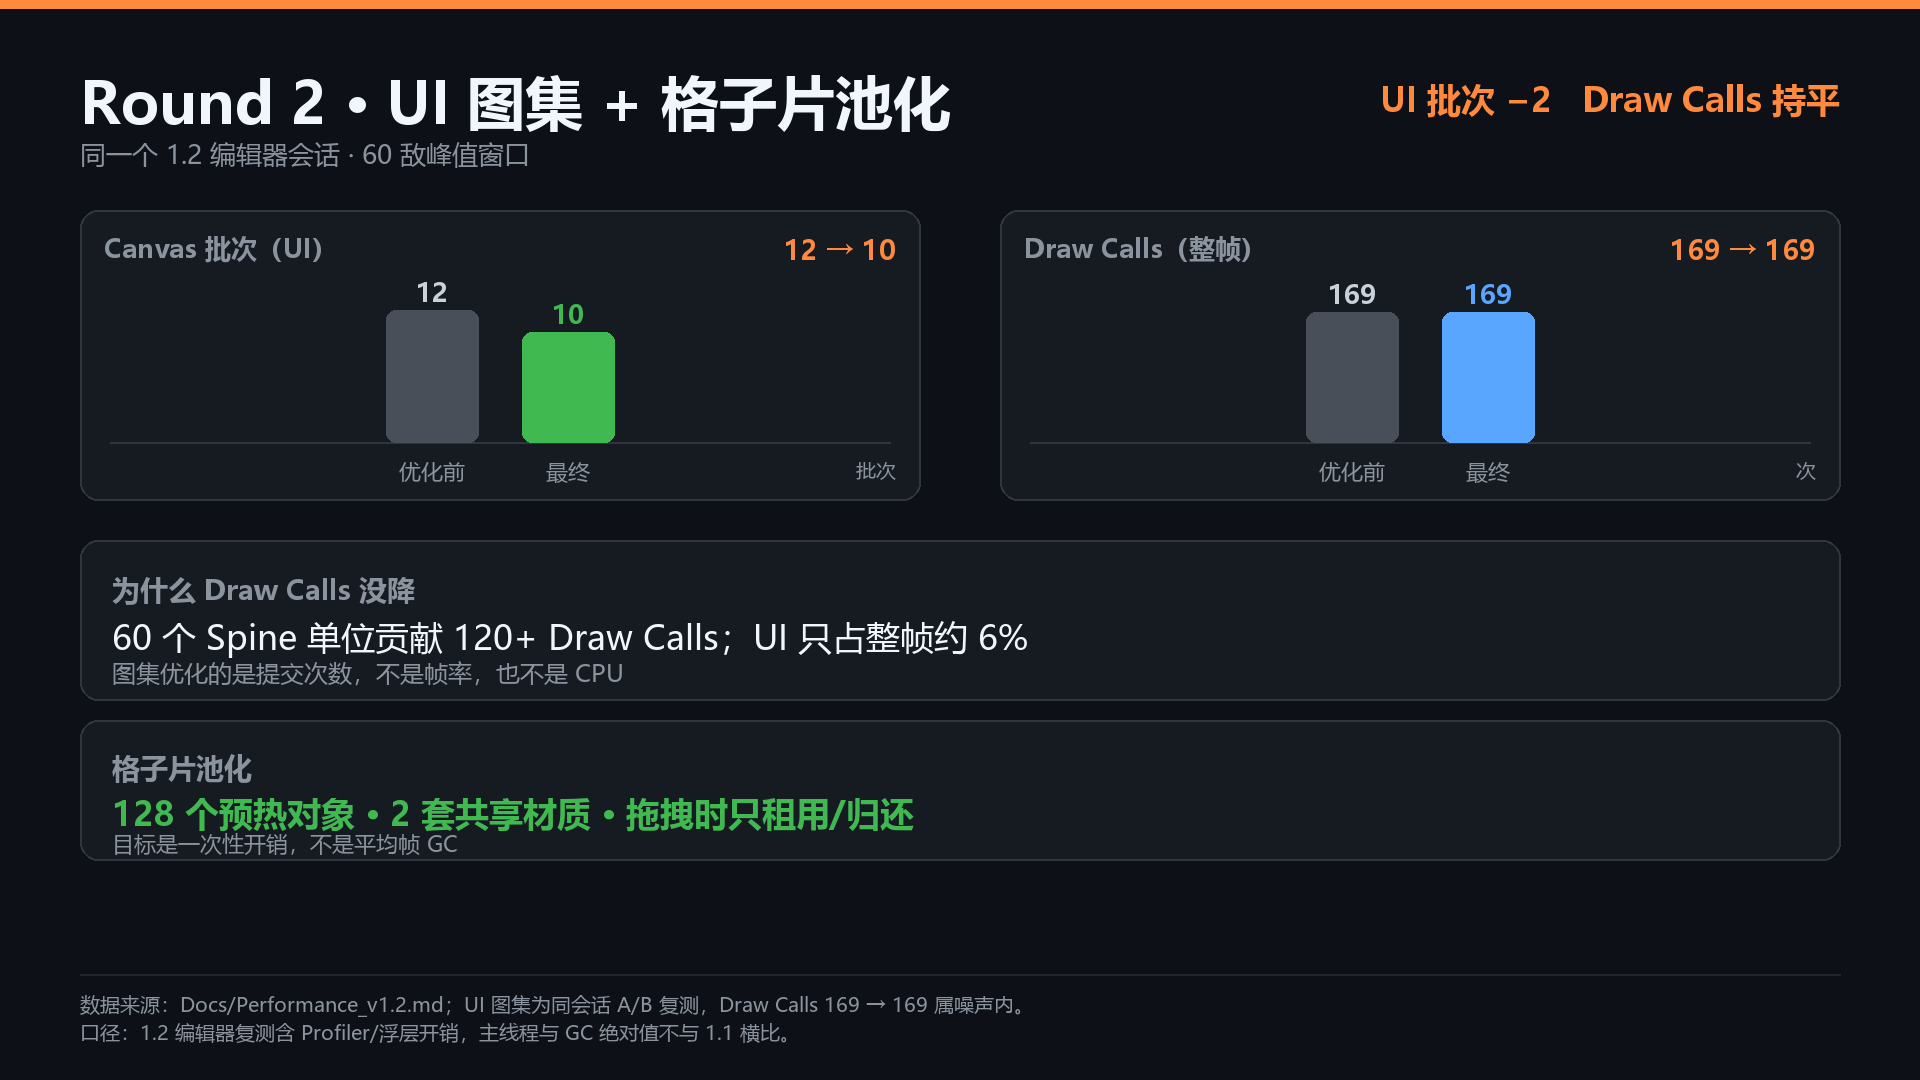 Round 2 • UI 图集 + 格子片池化
UI 批次 −2 Draw Calls 持平
同一个 1.2 编辑器会话 · 60 敌峰值窗口
Canvas 批次（UI）
12 → 10
12
10
优化前
最终
批次
Draw Calls（整帧）
169 → 169
169
169
优化前
最终
次
为什么 Draw Calls 没降
60 个 Spine 单位贡献 120+ Draw Calls；UI 只占整帧约 6%
图集优化的是提交次数，不是帧率，也不是 CPU
格子片池化
128 个预热对象 • 2 套共享材质 • 拖拽时只租用/归还
目标是一次性开销，不是平均帧 GC
数据来源：Docs/Performance_v1.2.md；UI 图集为同会话 A/B 复测，Draw Calls 169 → 169 属噪声内。
口径：1.2 编辑器复测含 Profiler/浮层开销，主线程与 GC 绝对值不与 1.1 横比。